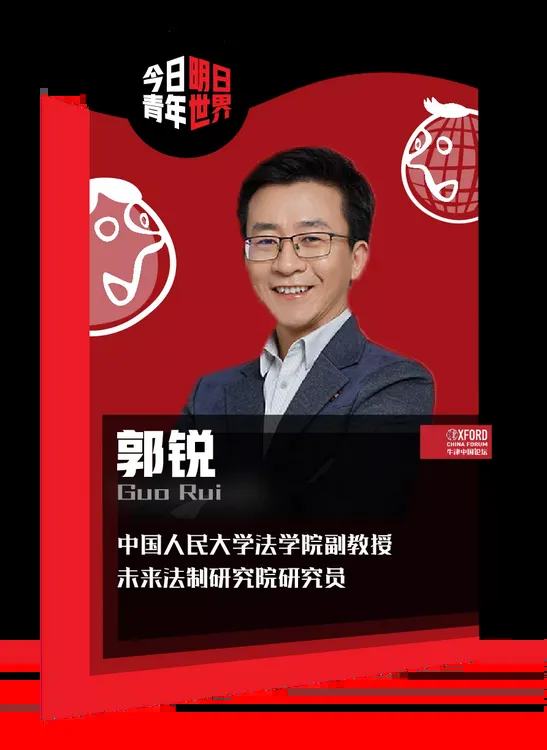 今日明日
青年世界
OXFORD
CHINA FORUM
牛津中国论坛
郭锐
Guo Rui
中国人民大学法学院副教授
未来法制研究院研究员